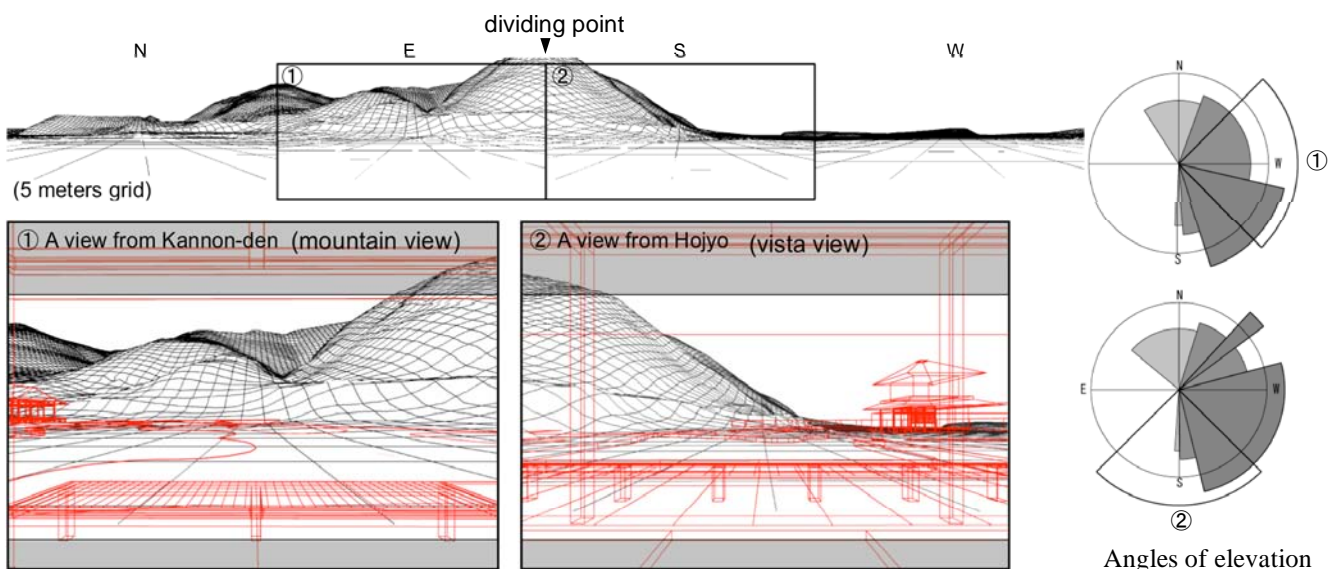 dividing point
N E S W
① ②
(5 meters grid)
① A view from Kannon-den (mountain view)
② A view from Hojyo (vista view)
N
W
S
①
N
E W
S
②
Angles of elevation